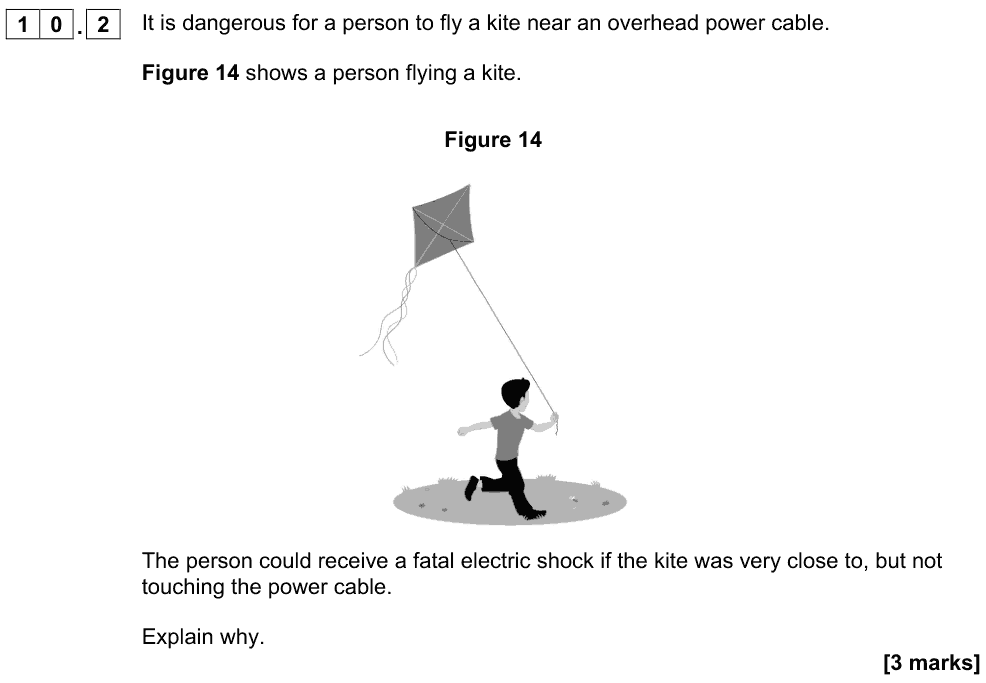 10.2 It is dangerous for a person to fly a kite near an overhead power cable.
Figure 14 shows a person flying a kite.
Figure 14
The person could receive a fatal electric shock if the kite was very close to, but not
touching the power cable.
Explain why.
[3 marks]